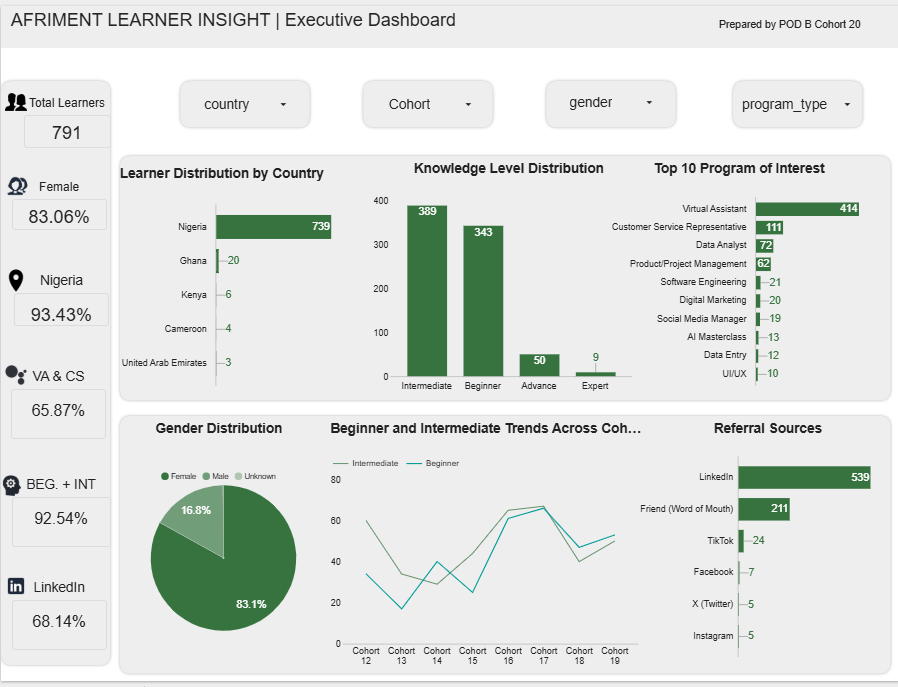 AFRIMENT LEARNER INSIGHT | Executive Dashboard
Prepared by POD B Cohort 20
Total Learners
791
Female
83.06%
Nigeria
93.43%
VA & CS
65.87%
BEG. + INT
92.54%
LinkedIn
68.14%
country
Cohort
gender
program_type
Learner Distribution by Country
Nigeria 739
Ghana 20
Kenya 6
Cameroon 4
United Arab Emirates 3
Knowledge Level Distribution
400
300
200
100
0
389
343
50
9
Intermediate Beginner Advance Expert
Top 10 Program of Interest
Virtual Assistant 414
Customer Service Representative 111
Data Analyst 72
Product/Project Management 62
Software Engineering 21
Digital Marketing 20
Social Media Manager 19
AI Masterclass 13
Data Entry 12
UI/UX 10
Gender Distribution
Female Male Unknown
16.8%
83.1%
Beginner and Intermediate Trends Across Coh…
Intermediate Beginner
80
60
40
20
0
Cohort 12
Cohort 13
Cohort 14
Cohort 15
Cohort 16
Cohort 17
Cohort 18
Cohort 19
Referral Sources
LinkedIn 539
Friend (Word of Mouth) 211
TikTok 24
Facebook 7
X (Twitter) 5
Instagram 5